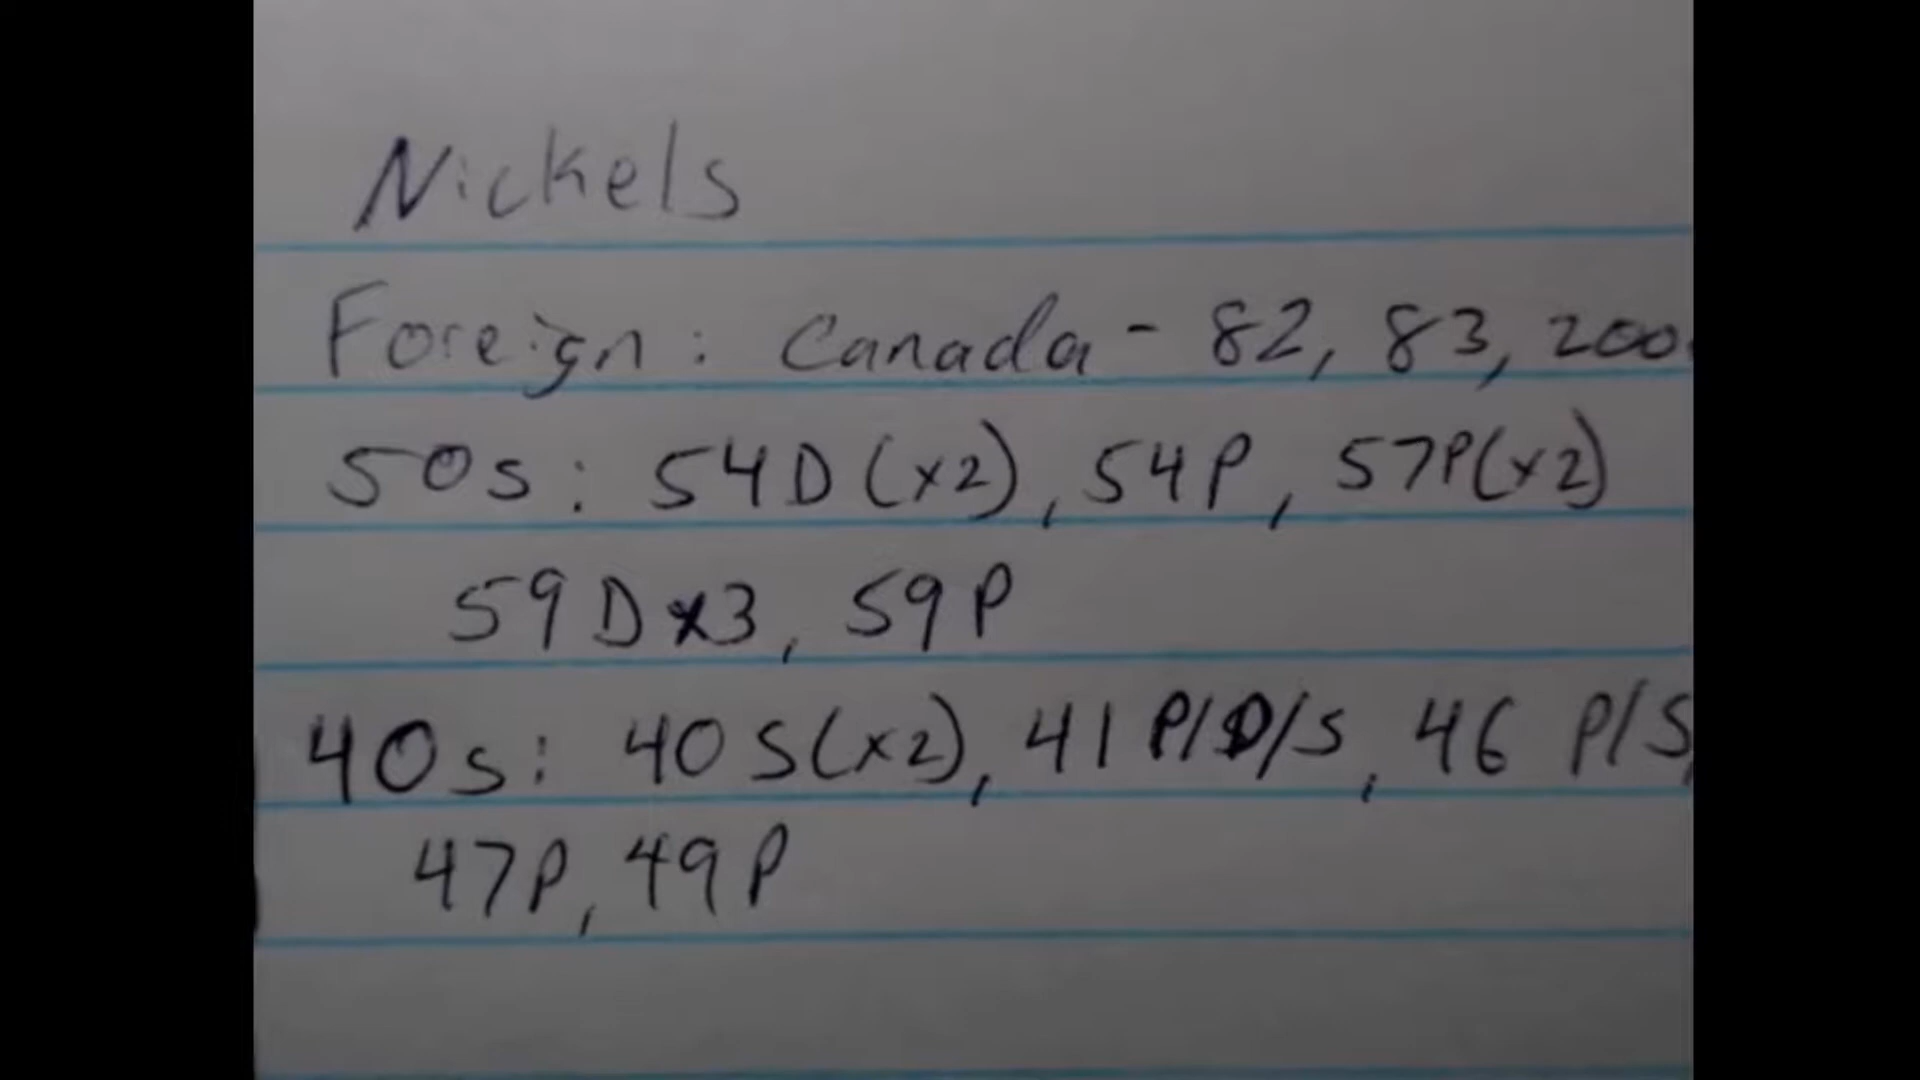 Nickels
Foreign: Canada - 82, 83, 200
50s: 54D (x2), 54P, 57P(x2)
59D x3, 59P
40s: 40 S(x2), 41 P/D/S, 46 P/S,
47P, 49P